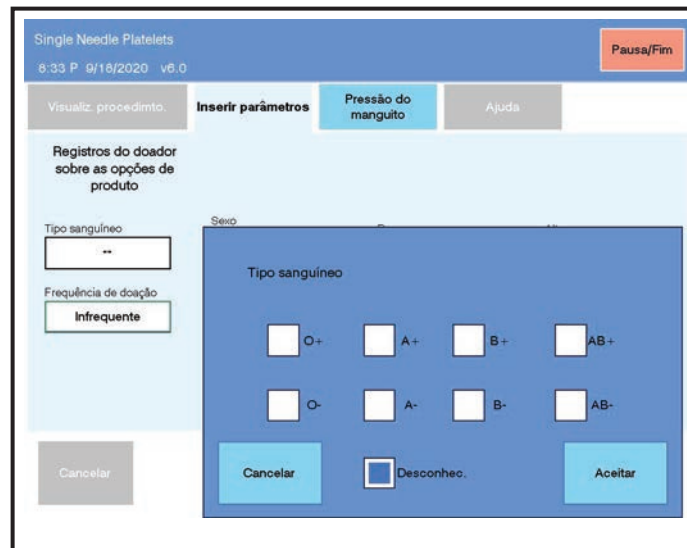 Single Needle Platelets
8:33 P 9/18/2020 v6.0
Pausa/Fim
Visualiz. procedimto.
Inserir parâmetros
Pressão do
manguito
Ajuda
Registros do doador
sobre as opções de
produto
Tipo sanguíneo
--
Frequência de doação
Infrequente
Sexo
Tipo sanguíneo
O+ A+ B+ AB+
O- A- B- AB-
Cancelar
Cancelar
Desconhec.
Aceitar